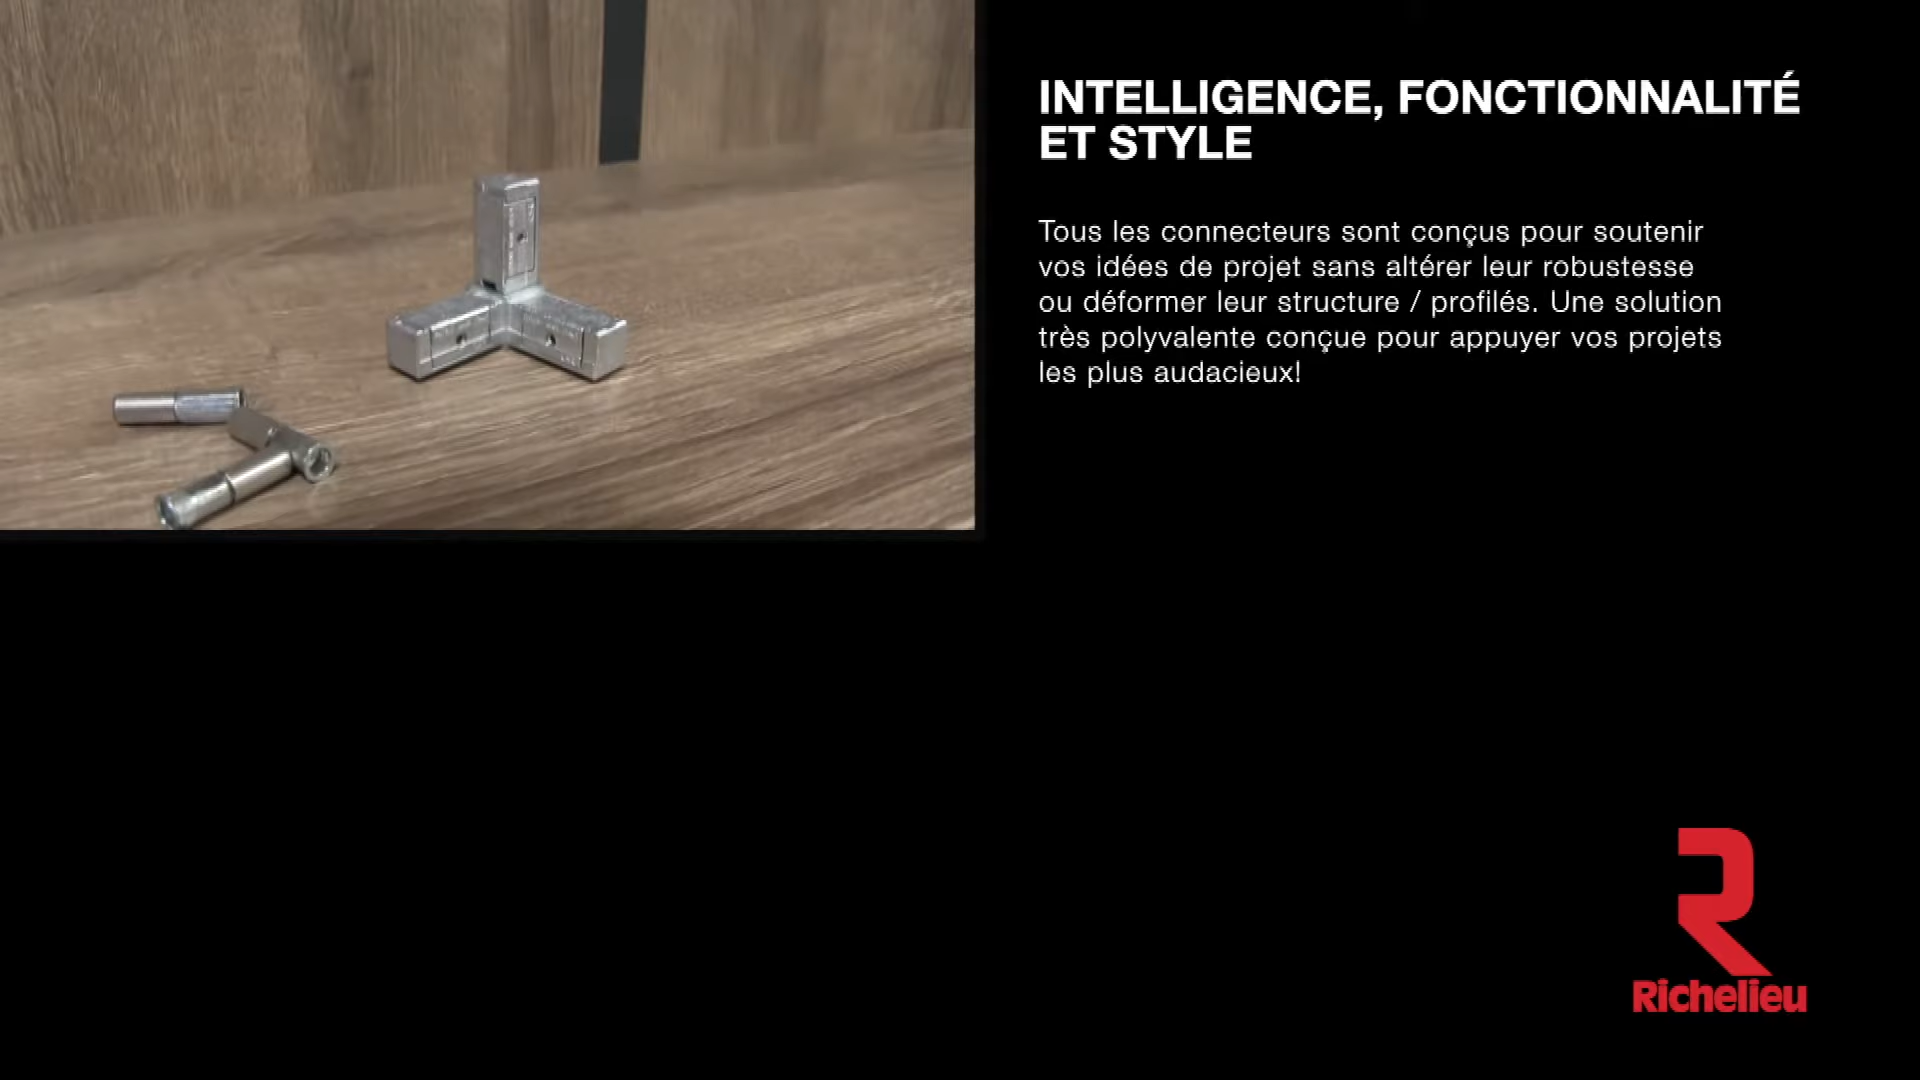 INTELLIGENCE, FONCTIONNALITÉ
ET STYLE
Tous les connecteurs sont conçus pour soutenir
vos idées de projet sans altérer leur robustesse
ou déformer leur structure / profilés. Une solution
très polyvalente conçue pour appuyer vos projets
les plus audacieux!
Richelieu